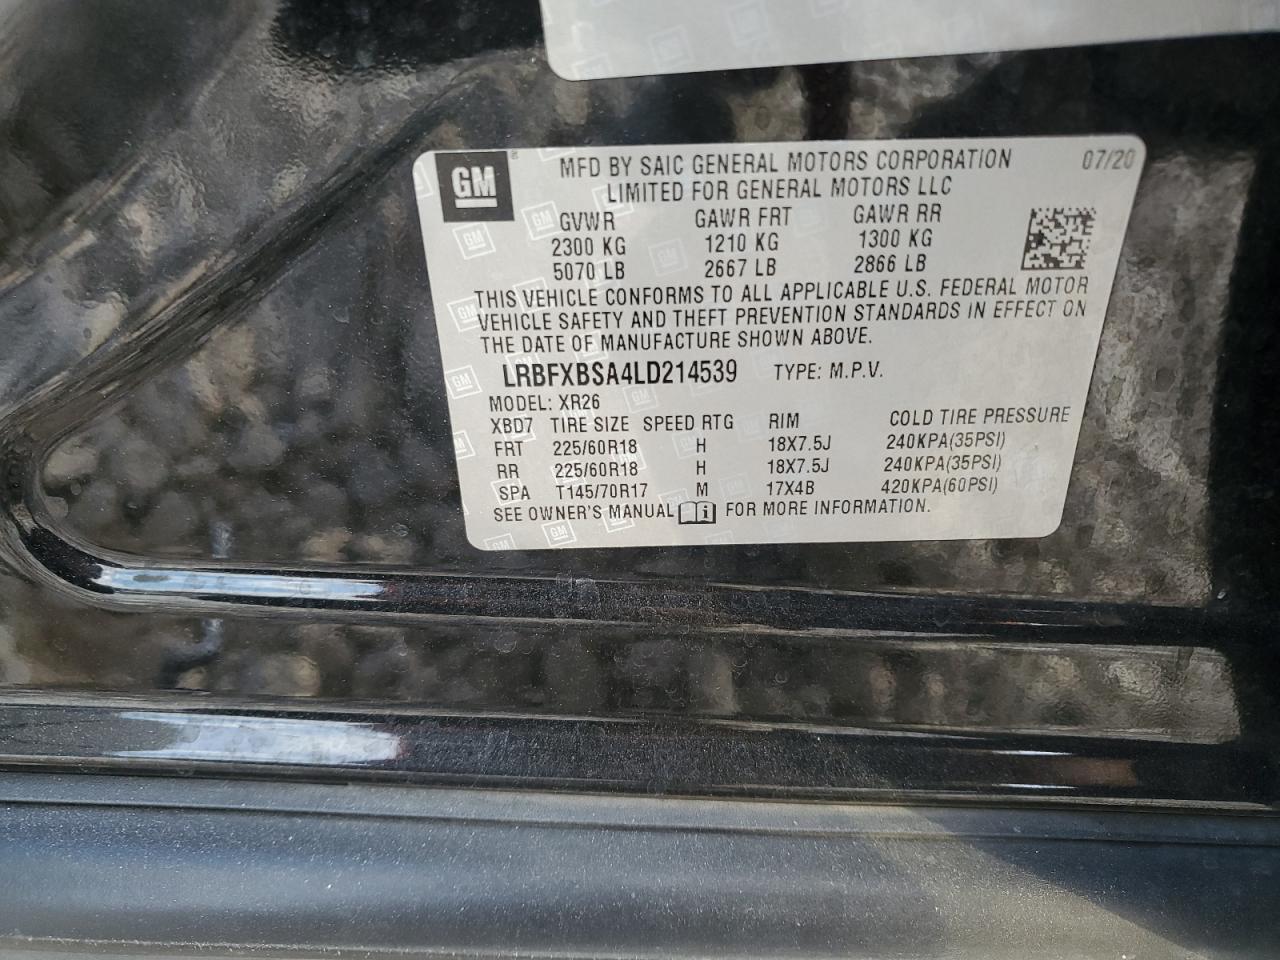 GM
MFD BY SAIC GENERAL MOTORS CORPORATION 07/20
LIMITED FOR GENERAL MOTORS LLC
GVWR GAWR FRT GAWR RR
2300 KG 1210 KG 1300 KG
5070 LB 2667 LB 2866 LB
THIS VEHICLE CONFORMS TO ALL APPLICABLE U.S. FEDERAL MOTOR
VEHICLE SAFETY AND THEFT PREVENTION STANDARDS IN EFFECT ON
THE DATE OF MANUFACTURE SHOWN ABOVE.
LRBFXBSA4LD214539 TYPE: M.P.V.
MODEL: XR26
XBD7 TIRE SIZE SPEED RTG RIM COLD TIRE PRESSURE
FRT 225/60R18 H 18X7.5J 240KPA(35PSI)
RR 225/60R18 H 18X7.5J 240KPA(35PSI)
SPA T145/70R17 M 17X4B 420KPA(60PSI)
SEE OWNER'S MANUAL i FOR MORE INFORMATION.